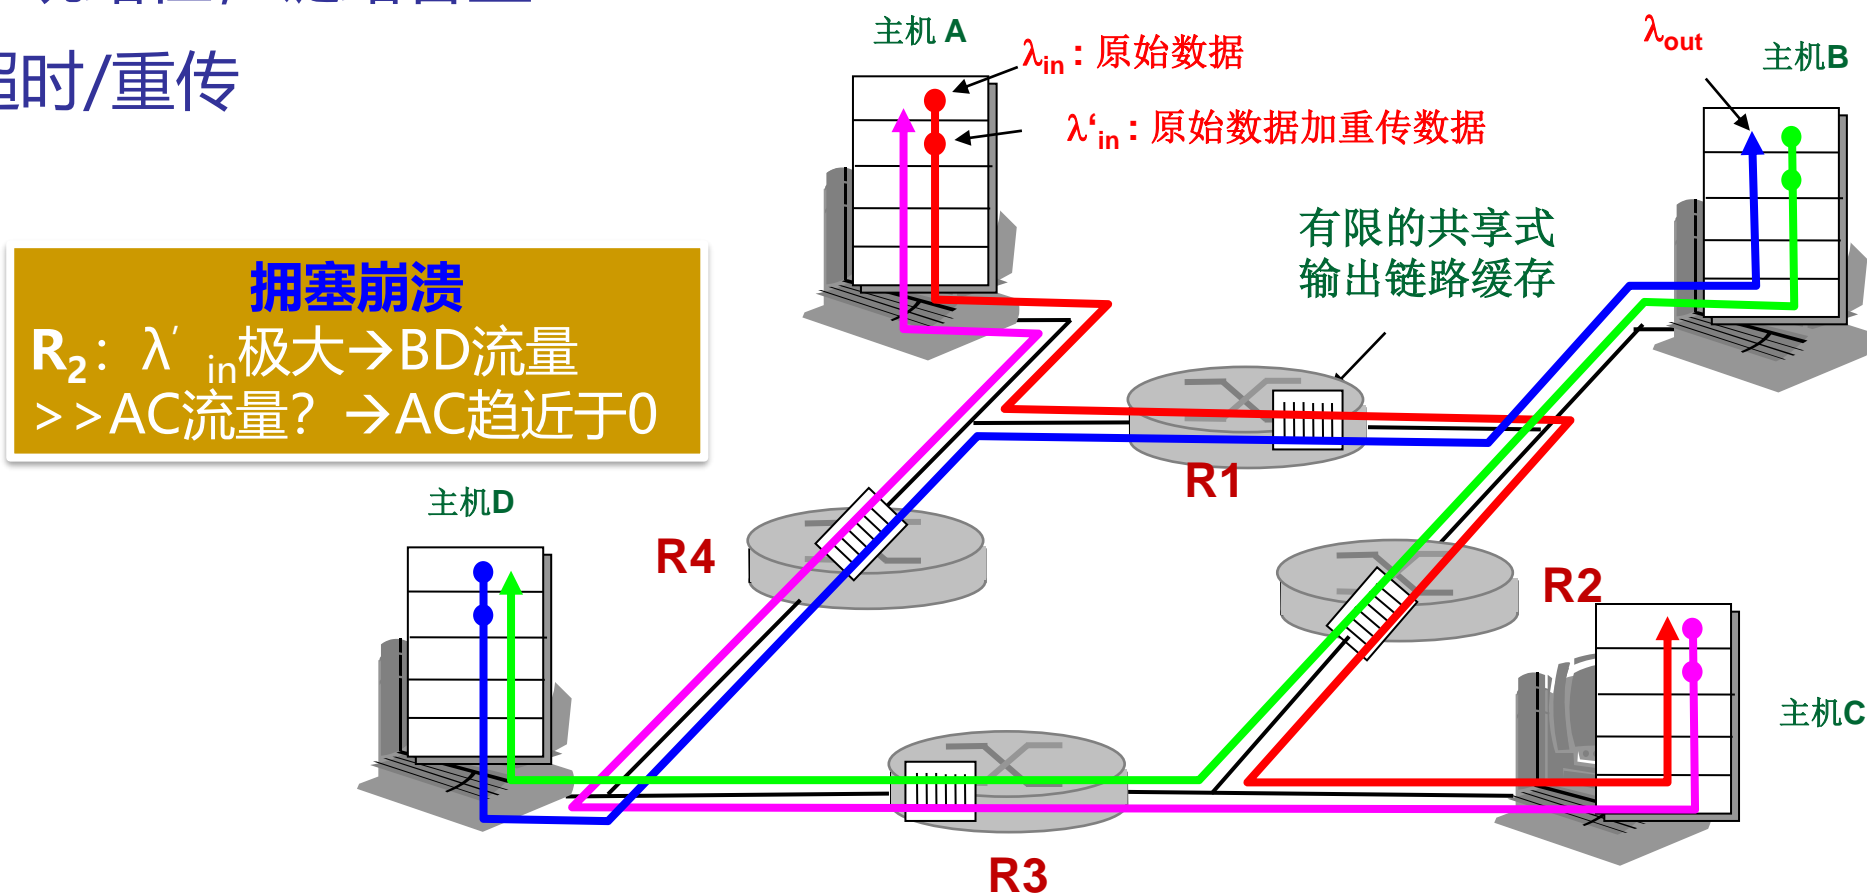 超时/重传
主机 A
λin : 原始数据
λ‘in : 原始数据加重传数据
λout
主机B
有限的共享式
输出链路缓存
拥塞崩溃
R2：λ′in极大→BD流量
>>AC流量？→AC趋近于0
R1
主机D
R4
R2
主机C
R3